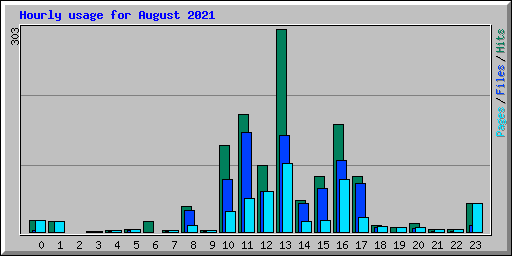 Hourly usage for August 2021
303
Pages/Files/Hits
0 1 2 3 4 5 6 7 8 9 10 11 12 13 14 15 16 17 18 19 20 21 22 23